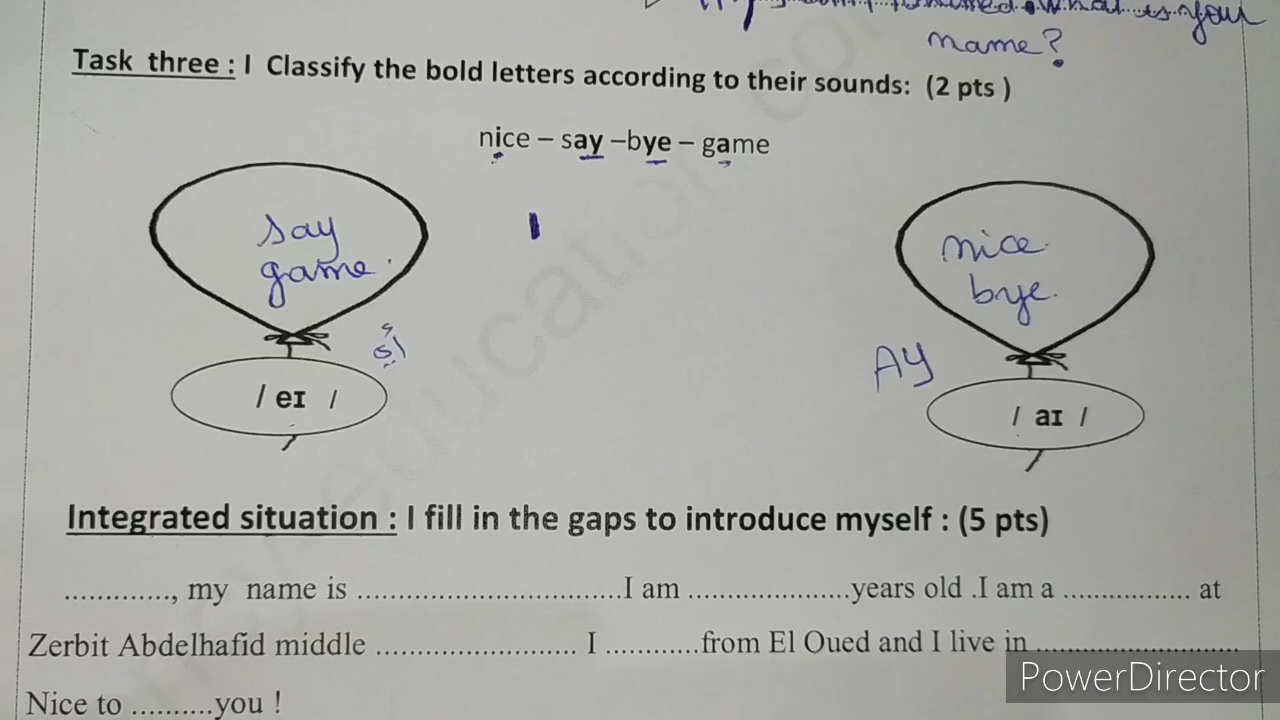 is you
name?
Task three : I Classify the bold letters according to their sounds: (2 pts )
nice – say –bye – game
say
game.
nice
bye.
AY
/ eɪ /
/ aɪ /
Integrated situation : I fill in the gaps to introduce myself : (5 pts)
............., my name is ................................I am ....................years old .I am a ................ at
Zerbit Abdelhafid middle ......................... I ............from El Oued and I live in .........................
Nice to ..........you !
PowerDirector